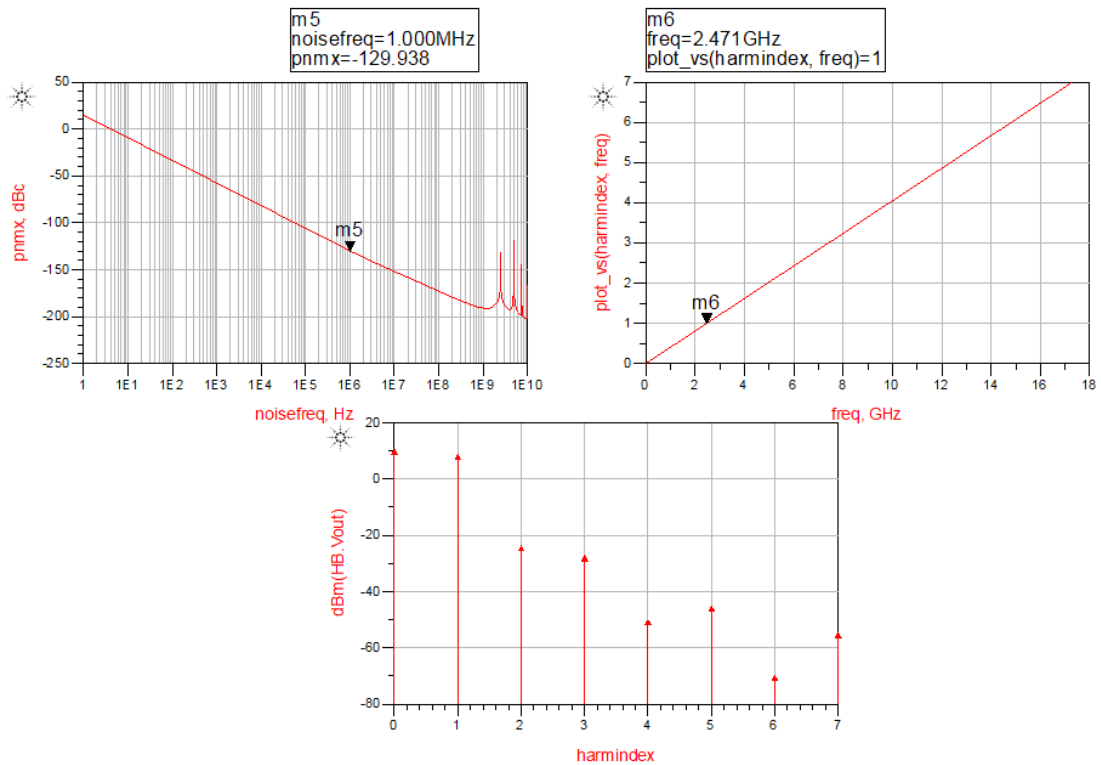 m5
noisefreq=1.000MHz
pnmx=-129.938
m6
freq=2.471GHz
plot_vs(harmindex, freq)=1
50
0
-50
-100
-150
-200
-250
pnmx, dBc
m5
1 1E1 1E2 1E3 1E4 1E5 1E6 1E7 1E8 1E9 1E10
noisefreq, Hz
7
6
5
4
3
2
1
0
plot_vs(harmindex, freq)
m6
0 2 4 6 8 10 12 14 16 18
freq, GHz
20
0
-20
-40
-60
-80
dBm(HB.Vout)
0 1 2 3 4 5 6 7
harmindex